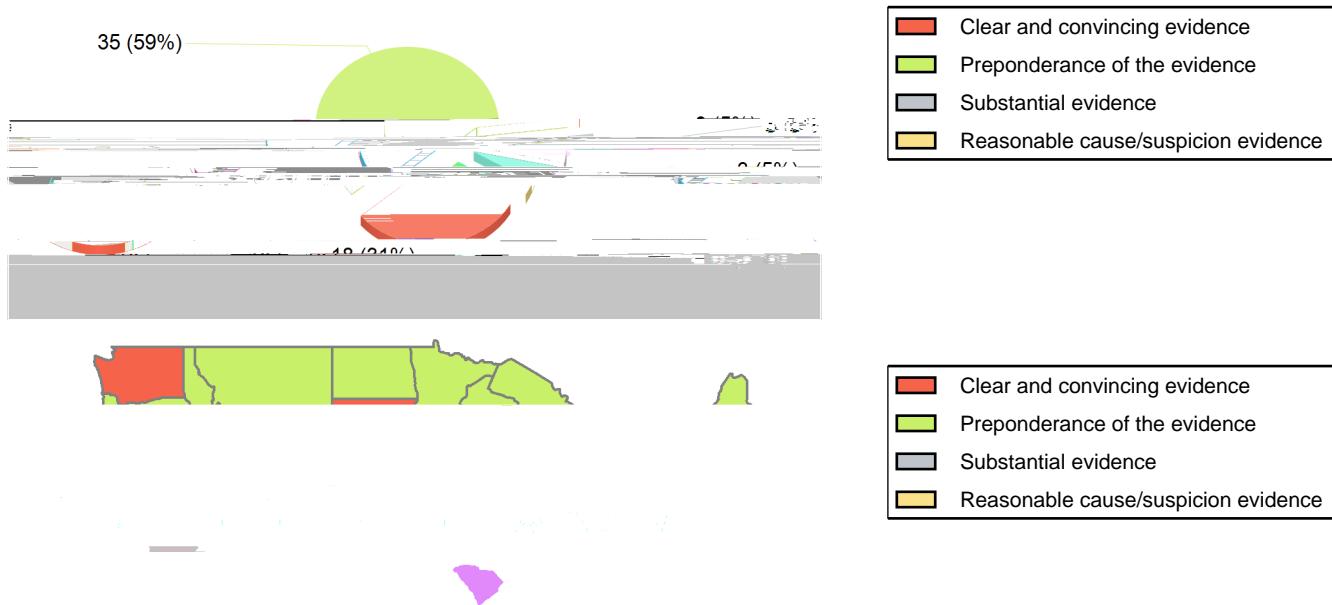 35 (59%)
Clear and convincing evidence
Preponderance of the evidence
Substantial evidence
Reasonable cause/suspicion evidence
Clear and convincing evidence
Preponderance of the evidence
Substantial evidence
Reasonable cause/suspicion evidence